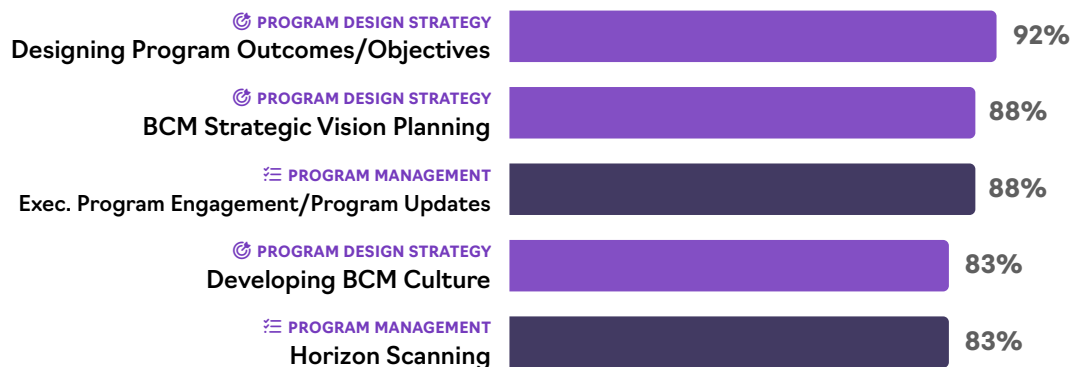 PROGRAM DESIGN STRATEGY
Designing Program Outcomes/Objectives
92%
PROGRAM DESIGN STRATEGY
BCM Strategic Vision Planning
88%
PROGRAM MANAGEMENT
Exec. Program Engagement/Program Updates
88%
PROGRAM DESIGN STRATEGY
Developing BCM Culture
83%
PROGRAM MANAGEMENT
Horizon Scanning
83%